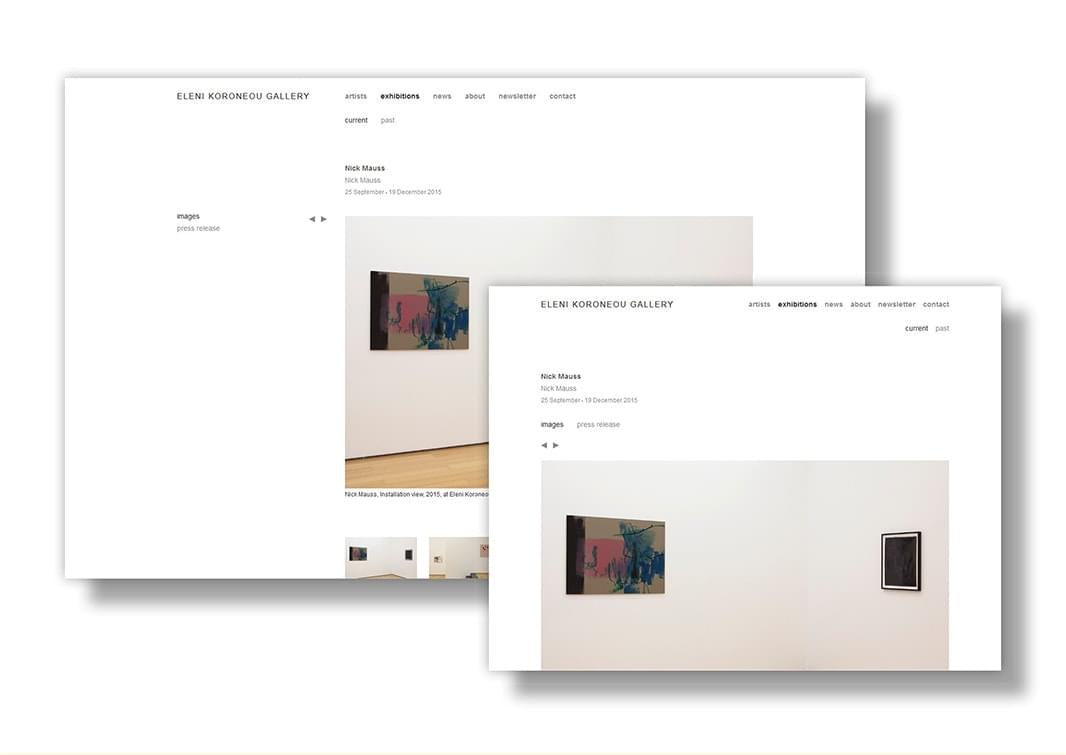 ELENI KORONEOU GALLERY artists exhibitions news about newsletter contact
current past
Nick Mauss
Nick Mauss
25 September - 19 December 2015
images
press release
Nick Mauss, Installation view, 2015, at Eleni Koroneo
ELENI KORONEOU GALLERY artists exhibitions news about newsletter contact
current past
Nick Mauss
Nick Mauss
25 September - 19 December 2015
images press release